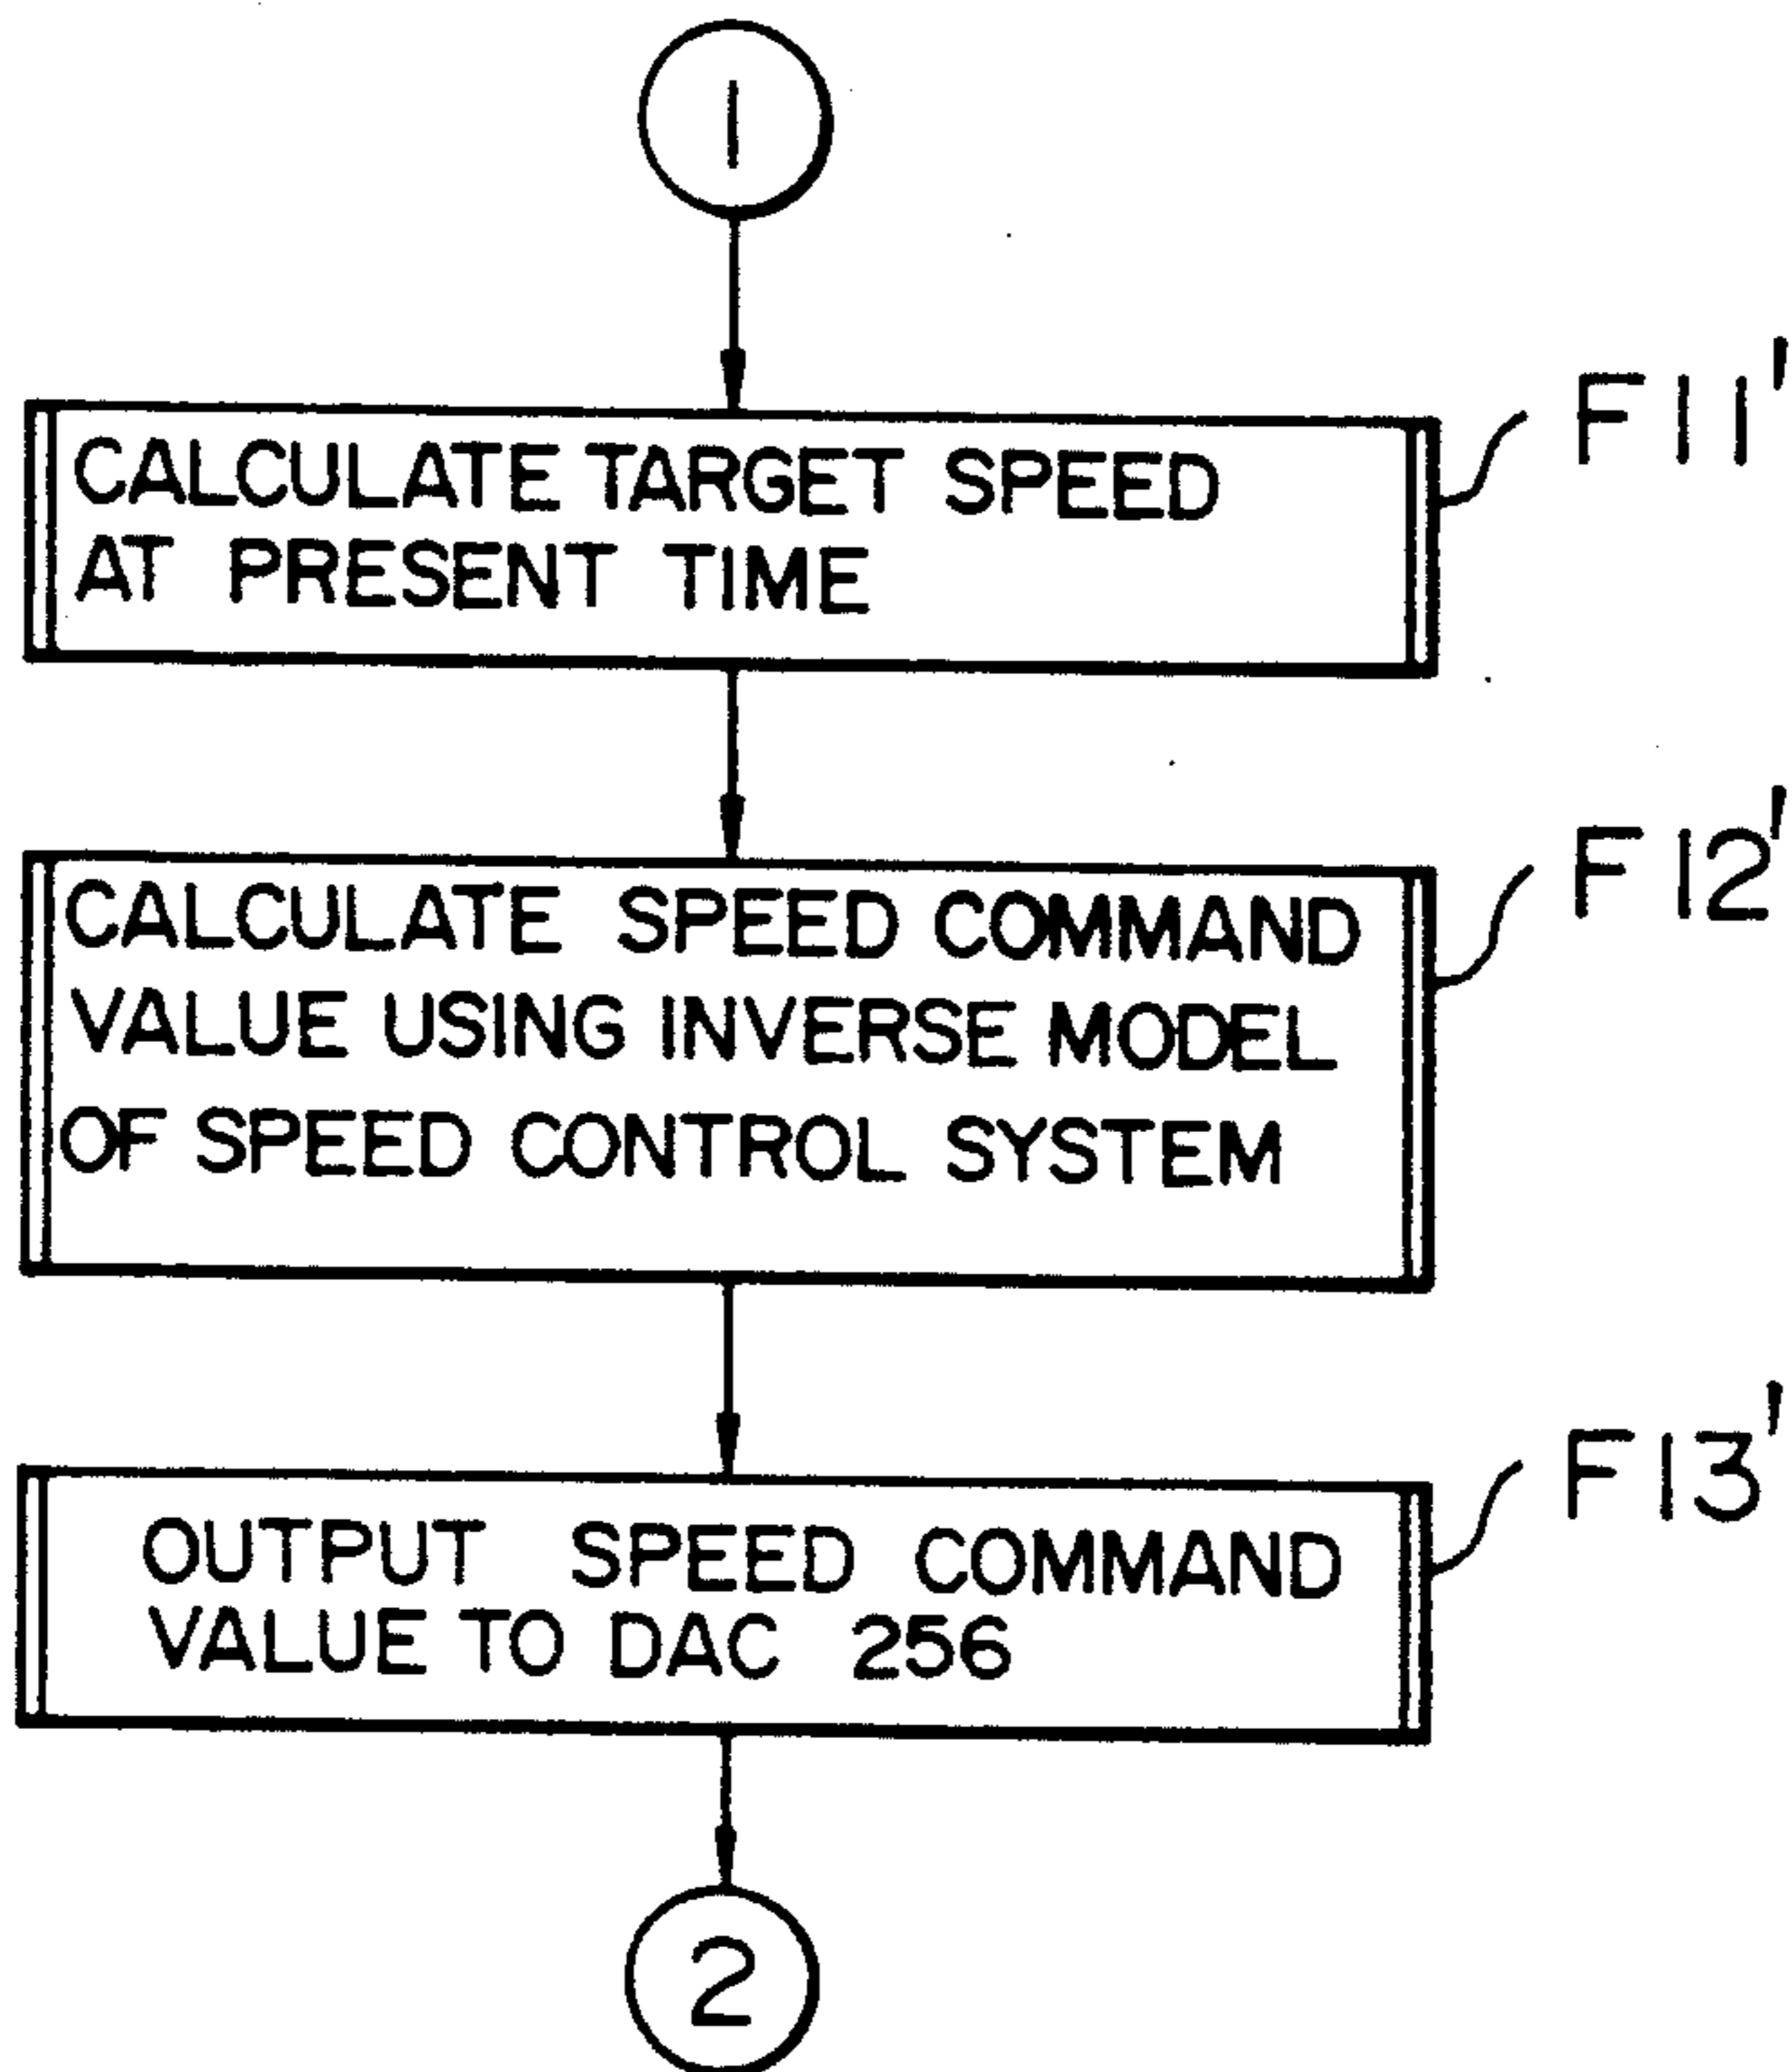 1
F11'
CALCULATE TARGET SPEED
AT PRESENT TIME
F12'
CALCULATE SPEED COMMAND
VALUE USING INVERSE MODEL
OF SPEED CONTROL SYSTEM
F13'
OUTPUT SPEED COMMAND
VALUE TO DAC 256
2